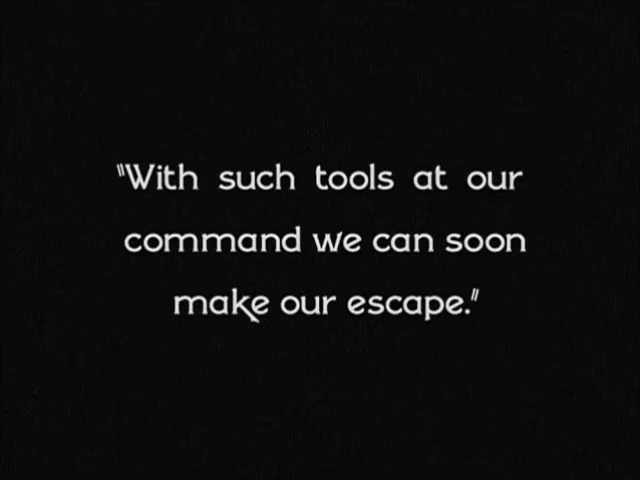 "With such tools at our
command we can soon
make our escape."